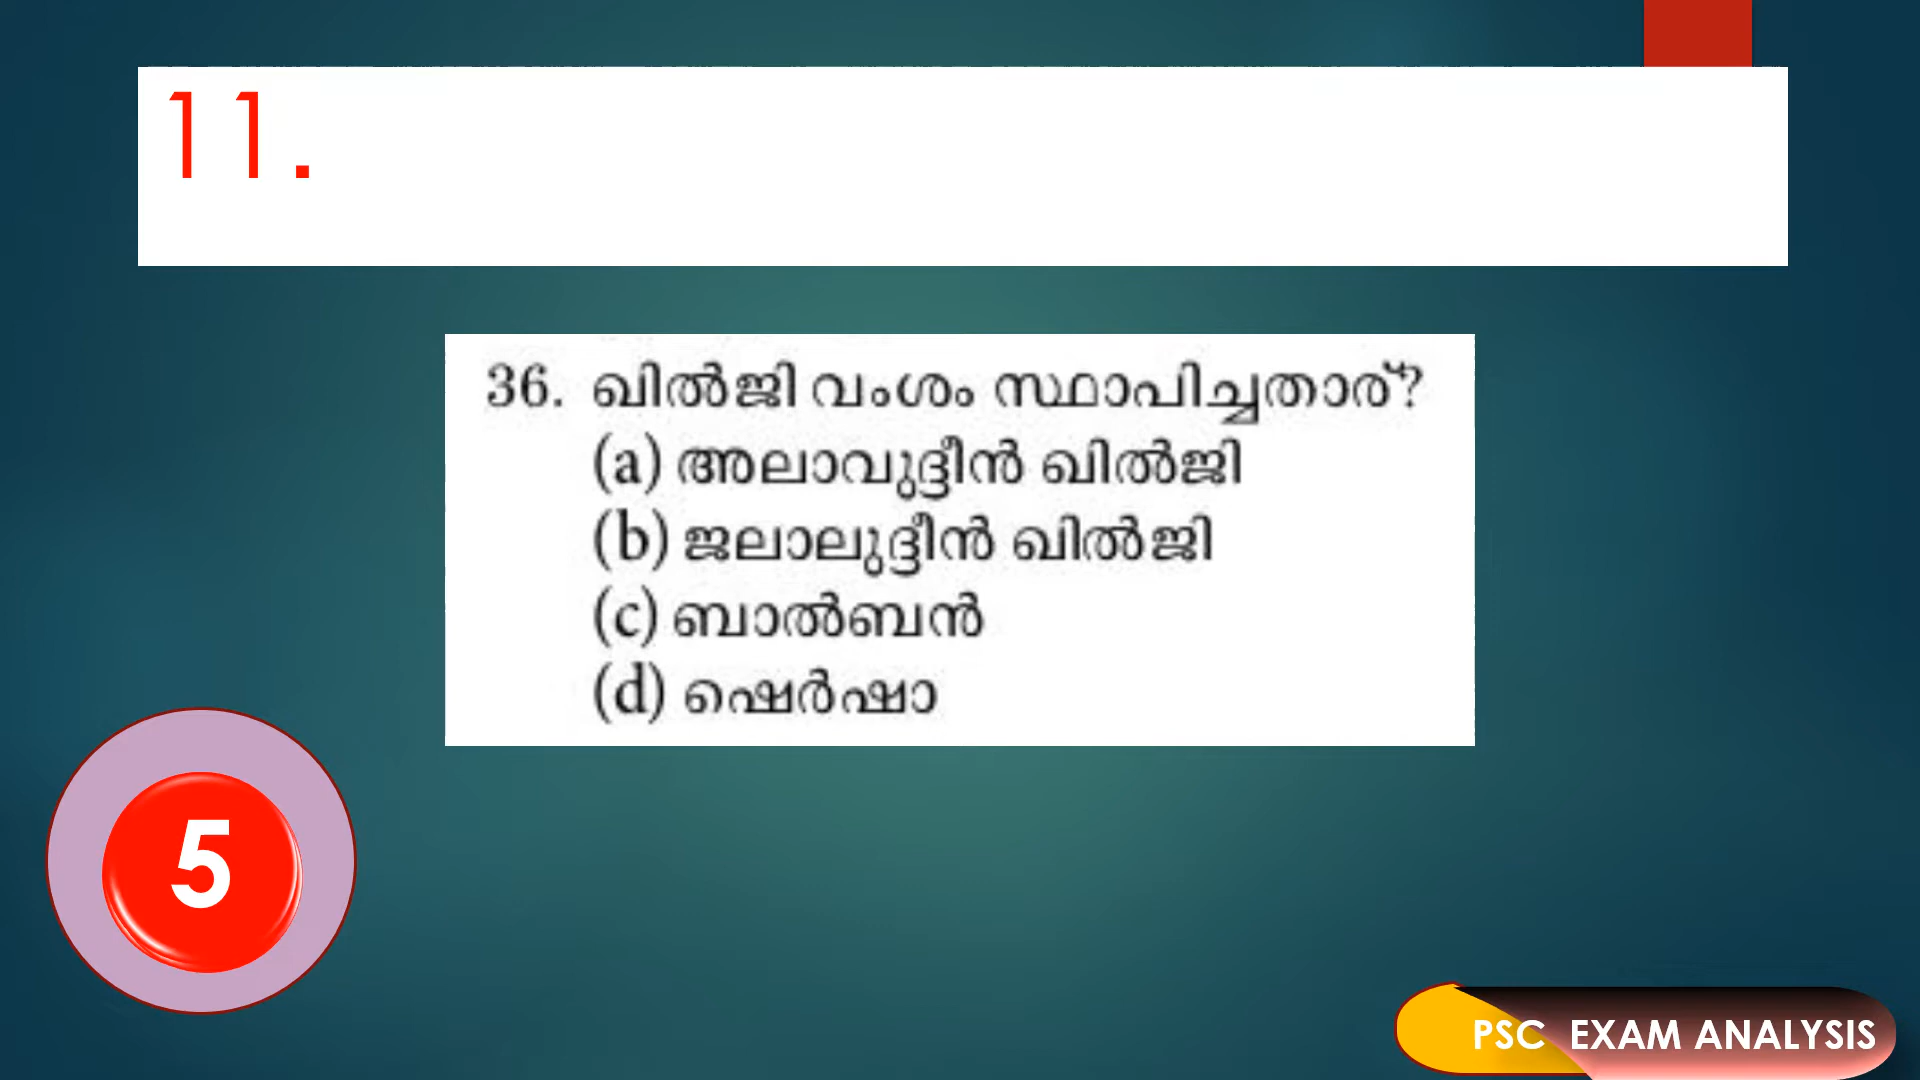 11.
36. ഖിൽജി വംശം സ്ഥാപിച്ചതാര്?
(a) അലാവുദ്ദീൻ ഖിൽജി
(b) ജലാലുദ്ദീൻ ഖിൽജി
(c) ബാൽബൻ
(d) ഷെർഷാ
5
PSC EXAM ANALYSIS